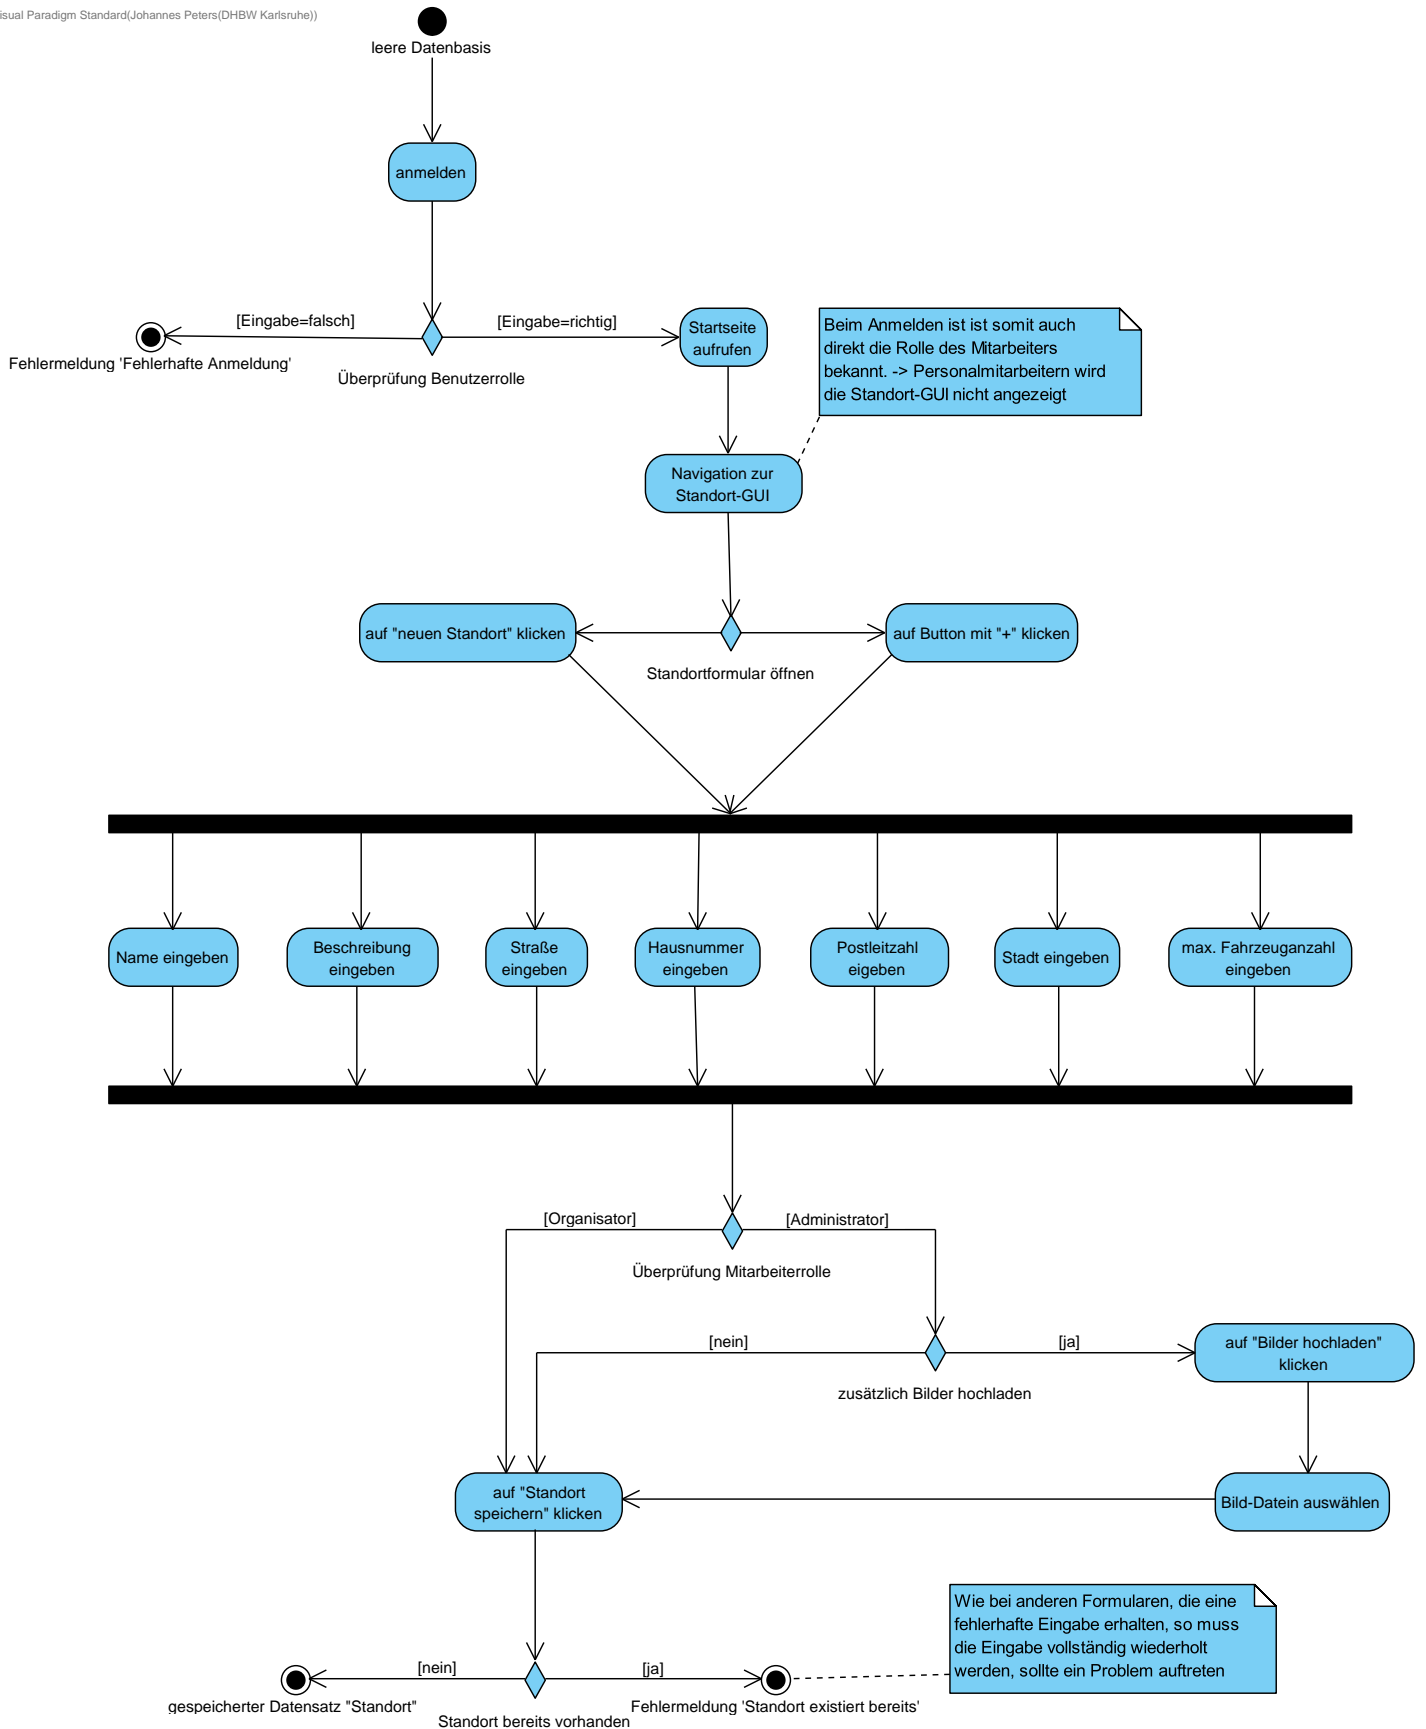 isual Paradigm Standard(Johannes Peters(DHBW Karlsruhe))
leere Datenbasis
anmelden
[Eingabe=falsch]
[Eingabe=richtig]
Fehlermeldung 'Fehlerhafte Anmeldung'
Überprüfung Benutzerrolle
Startseite
aufrufen
Beim Anmelden ist ist somit auch
direkt die Rolle des Mitarbeiters
bekannt. -> Personalmitarbeitern wird
die Standort-GUI nicht angezeigt
Navigation zur
Standort-GUI
auf "neuen Standort" klicken
auf Button mit "+" klicken
Standortformular öffnen
Name eingeben
Beschreibung
eingeben
Straße
eingeben
Hausnummer
eingeben
Postleitzahl
eigeben
Stadt eingeben
max. Fahrzeuganzahl
eingeben
[Organisator]
[Administrator]
Überprüfung Mitarbeiterrolle
[nein]
[ja]
zusätzlich Bilder hochladen
auf "Bilder hochladen"
klicken
auf "Standort
speichern" klicken
Bild-Datein auswählen
Wie bei anderen Formularen, die eine
fehlerhafte Eingabe erhalten, so muss
die Eingabe vollständig wiederholt
werden, sollte ein Problem auftreten
[nein]
[ja]
gespeicherter Datensatz "Standort"
Fehlermeldung 'Standort existiert bereits'
Standort bereits vorhanden